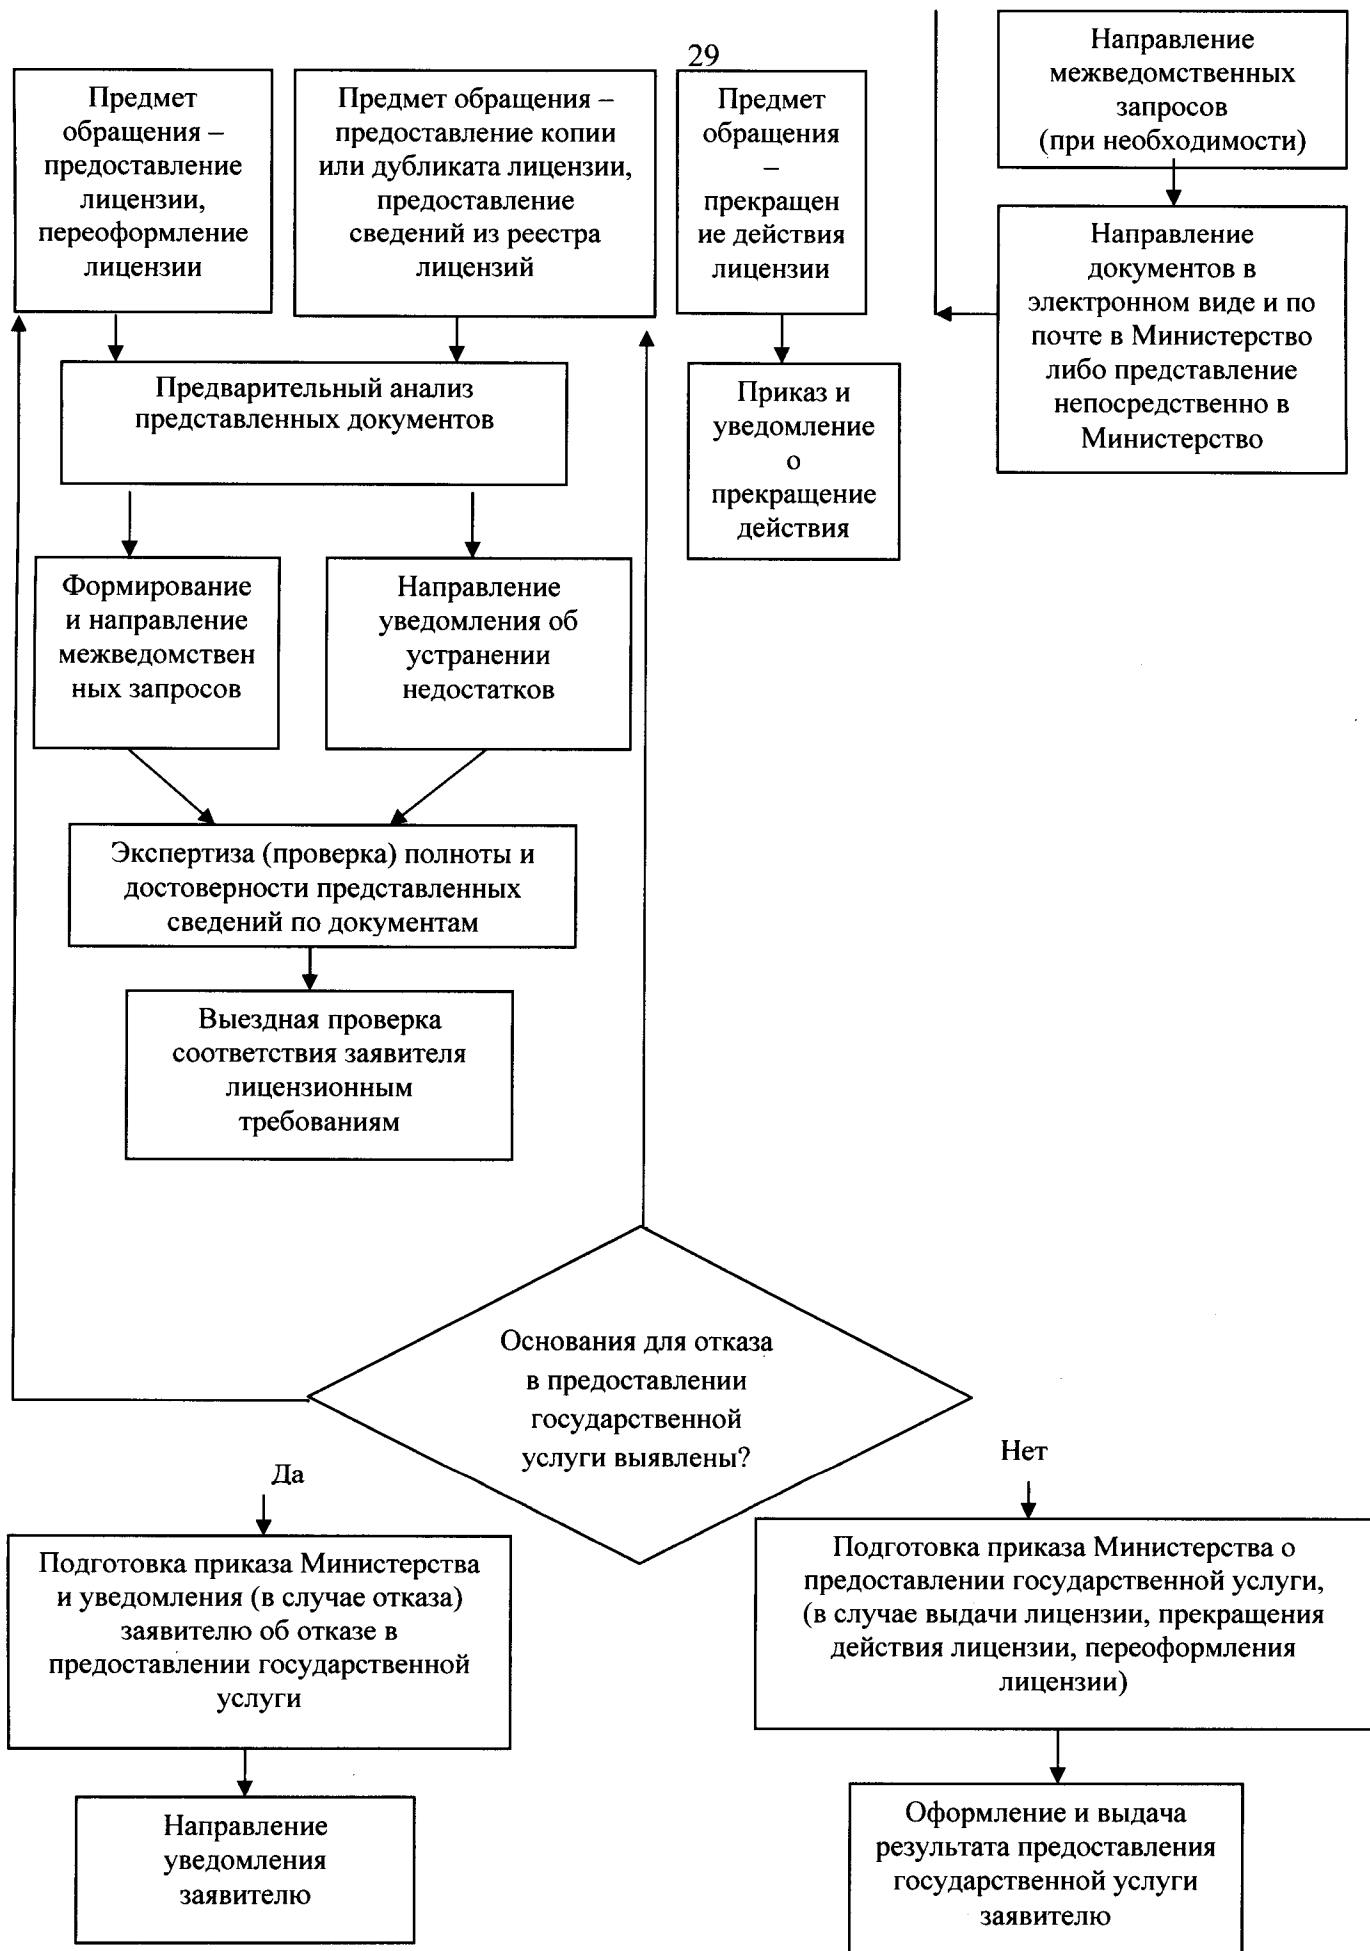 29
Предмет
обращения –
предоставление
лицензии,
переоформление
лицензии
Предмет обращения –
предоставление копии
или дубликата лицензии,
предоставление
сведений из реестра
лицензий
Предмет
обращения
–
прекращен
ие действия
лицензии
Направление
межведомственных
запросов
(при необходимости)
Направление
документов в
электронном виде и по
почте в Министерство
либо представление
непосредственно в
Министерство
Предварительный анализ
представленных документов
Приказ и
уведомление
о
прекращение
действия
Формирование
и направление
межведомствен
ных запросов
Направление
уведомления об
устранении
недостатков
Экспертиза (проверка) полноты и
достоверности представленных
сведений по документам
Выездная проверка
соответствия заявителя
лицензионным
требованиям
Основания для отказа
в предоставлении
государственной
услуги выявлены?
Да
Нет
Подготовка приказа Министерства
и уведомления (в случае отказа)
заявителю об отказе в
предоставлении государственной
услуги
Подготовка приказа Министерства о
предоставлении государственной услуги,
(в случае выдачи лицензии, прекращения
действия лицензии, переоформления
лицензии)
Направление
уведомления
заявителю
Оформление и выдача
результата предоставления
государственной услуги
заявителю